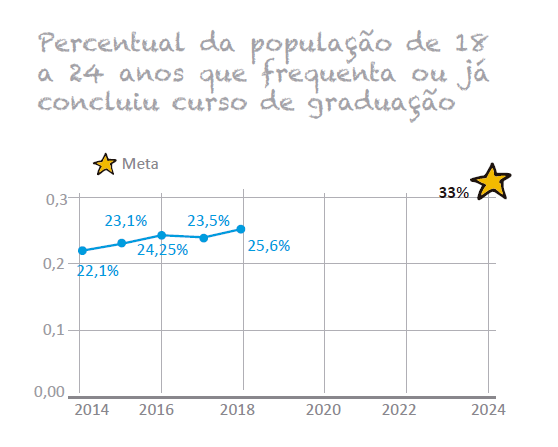 Percentual da população de 18
a 24 anos que frequenta ou já
concluiu curso de graduação
Meta
33%
0,3
23,1%
23,5%
24,25%
25,6%
22,1%
0,2
0,1
0,00
2014 2016 2018 2020 2022 2024